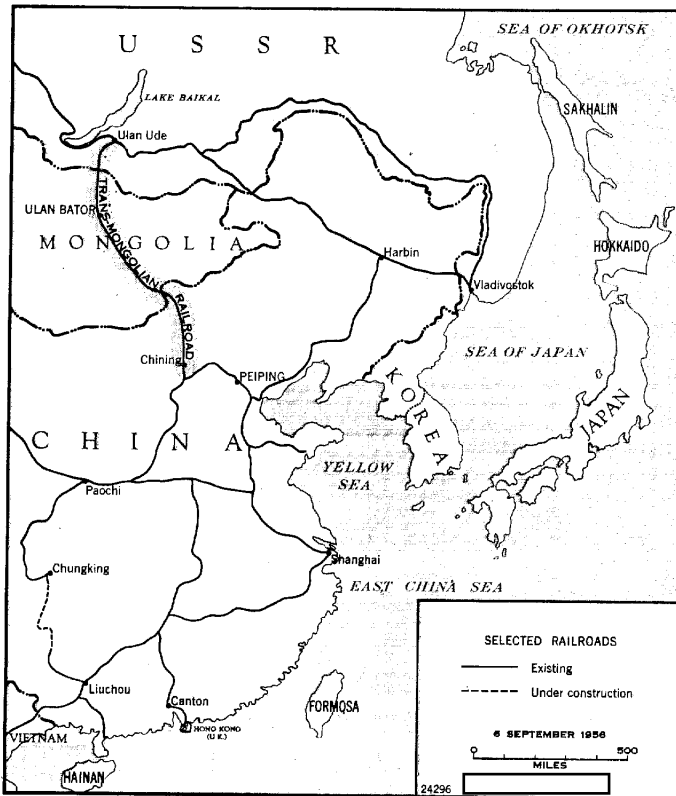 SEA OF OKHOTSK
U S S R
LAKE BAIKAL
SAKHALIN
Ulan Ude
TRANS-MONGOLIAN RAILROAD
ULAN BATOR
MONGOLIA
HOKKAIDO
Harbin
Vladivostok
SEA OF JAPAN
Chining
PEIPING
KOREA
JAPAN
CHINA
YELLOW
SEA
Paochi
Shanghai
Chungking
EAST CHINA SEA
SELECTED RAILROADS
Existing
Under construction
Liuchou
Canton
FORMOSA
HONG KONG
(U.K.)
VIETNAM
6 SEPTEMBER 1956
0 500
MILES
HAINAN
24296